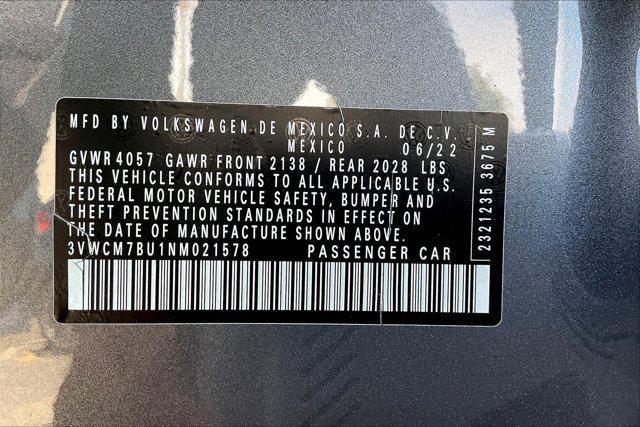 MFD BY VOLKSWAGEN DE MEXICO S.A. DE C.V.
MEXICO 06/22
GVWR 4057 GAWR FRONT 2138 / REAR 2028 LBS
THIS VEHICLE CONFORMS TO ALL APPLICABLE U.S.
FEDERAL MOTOR VEHICLE SAFETY, BUMPER AND
THEFT PREVENTION STANDARDS IN EFFECT ON
THE DATE OF MANUFACTURE SHOWN ABOVE.
3VWCM7BU1NM021578 PASSENGER CAR
2321235 3675 M